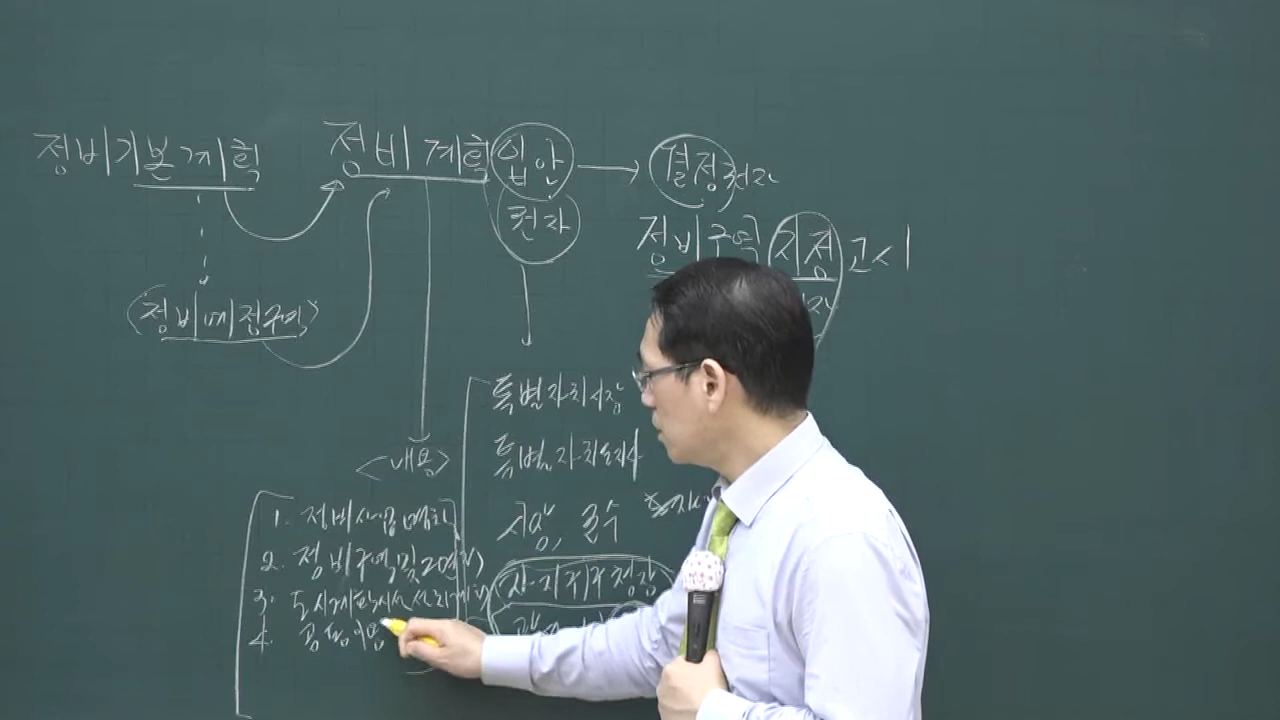 정비기본계획
정비계획 입안 → 결정권자
권자
정비구역 지정 고시
(정비예정구역)
특별자치시장
특별자치도지사
<내용>
시장, 군수
1. 정비사업명칭
2. 정비구역 및 그 면적)
자치구구청장
3. 도시계획시설 설치계획
4. 공동이용